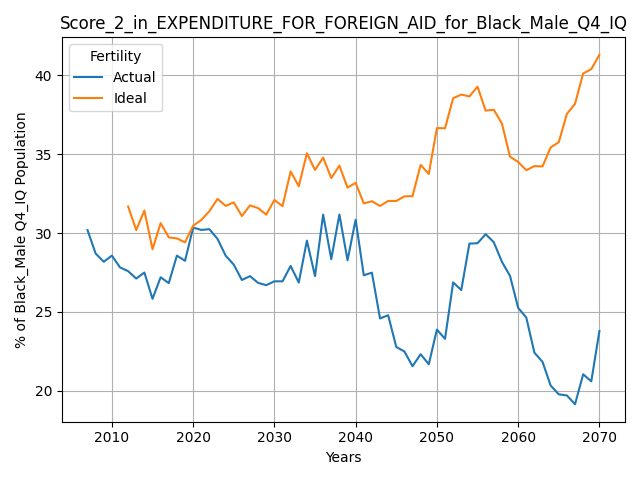 Score_2_in_EXPENDITURE_FOR_FOREIGN_AID_for_Black_Male_Q4_IQ
Fertility
Actual
Ideal
% of Black_Male Q4_IQ Population
40
35
30
25
20
2010 2020 2030 2040 2050 2060 2070
Years